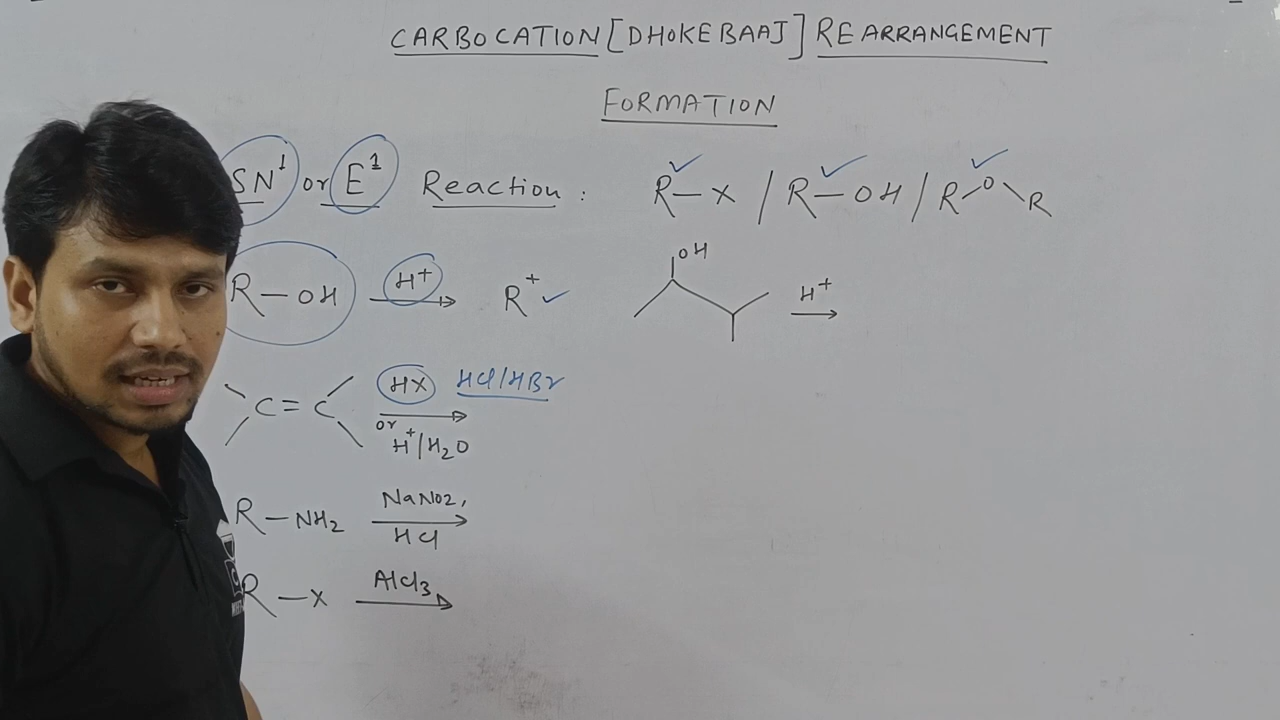 CARBOCATION [DHOKEBAAJ] REARRANGEMENT
FORMATION
SN¹ or E¹ Reaction : R-X / R-OH / R-O-R
R-OH H⁺ → R⁺ OH H⁺ →
C=C HX HCl/HBr
or H⁺/H₂O
R-NH₂ NaNO₂, HCl →
R-X AlCl₃ →